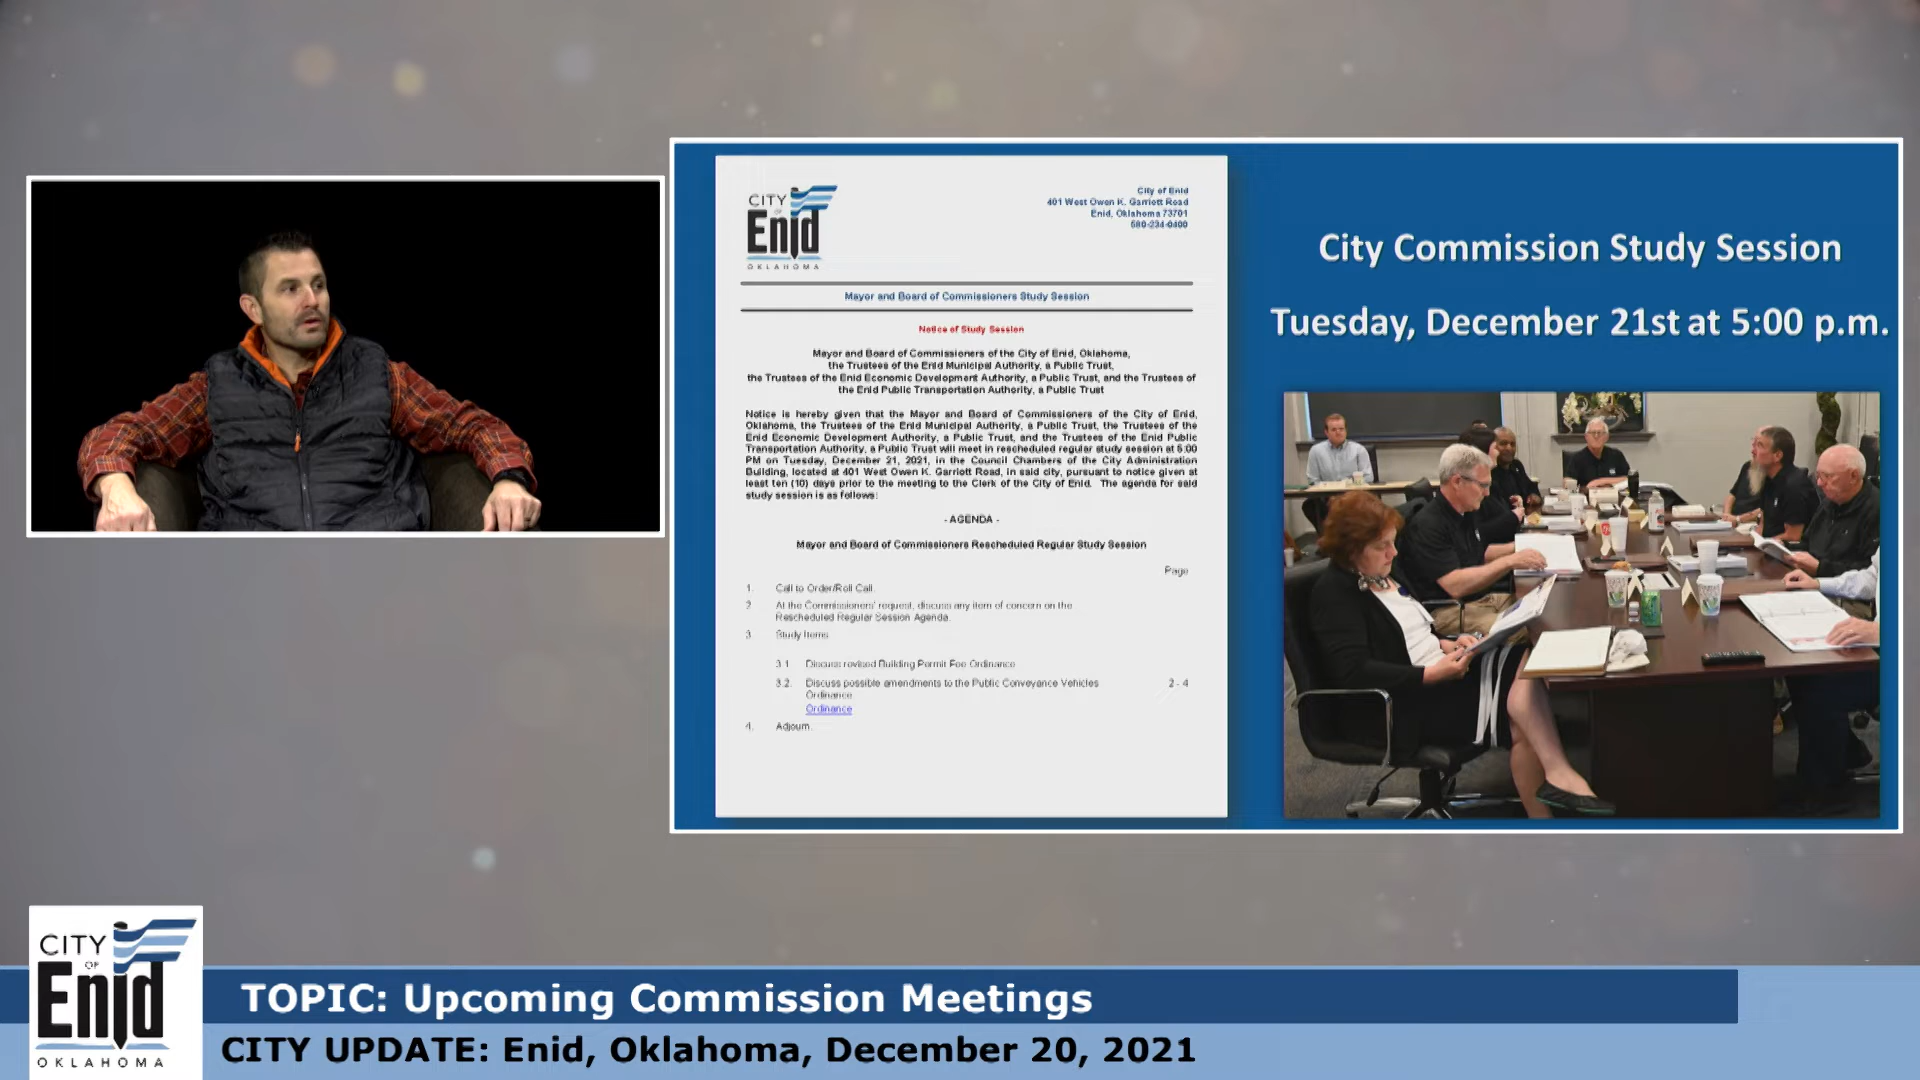 CITY
OF
Enid
OKLAHOMA
City of Enid
401 West Owen K. Garriott Road
Enid, Oklahoma 73701
580-234-0400
Mayor and Board of Commissioners Study Session
Notice of Study Session
Mayor and Board of Commissioners of the City of Enid, Oklahoma,
the Trustees of the Enid Municipal Authority, a Public Trust,
the Trustees of the Enid Economic Development Authority, a Public Trust, and the Trustees of
the Enid Public Transportation Authority, a Public Trust
Notice is hereby given that the Mayor and Board of Commissioners of the City of Enid,
Oklahoma, the Trustees of the Enid Municipal Authority, a Public Trust, the Trustees of the
Enid Economic Development Authority, a Public Trust, and the Trustees of the Enid Public
Transportation Authority, a Public Trust will meet in rescheduled regular study session at 5:00
PM on Tuesday, December 21, 2021, in the Council Chambers of the City Administration
Building, located at 401 West Owen K. Garriott Road, in said city, pursuant to notice given at
least ten (10) days prior to the meeting to the Clerk of the City of Enid. The agenda for said
study session is as follows:
- AGENDA -
Mayor and Board of Commissioners Rescheduled Regular Study Session
Page
1. Call to Order/Roll Call.
2. At the Commissioners' request, discuss any item of concern on the
Rescheduled Regular Session Agenda.
3. Study Items
3.1. Discuss revised Building Permit Fee Ordinance
3.2. Discuss possible amendments to the Public Conveyance Vehicles 2 - 4
Ordinance
Ordinance
4. Adjourn.
City Commission Study Session
Tuesday, December 21st at 5:00 p.m.
CITY
OF
Enid
OKLAHOMA
TOPIC: Upcoming Commission Meetings
CITY UPDATE: Enid, Oklahoma, December 20, 2021